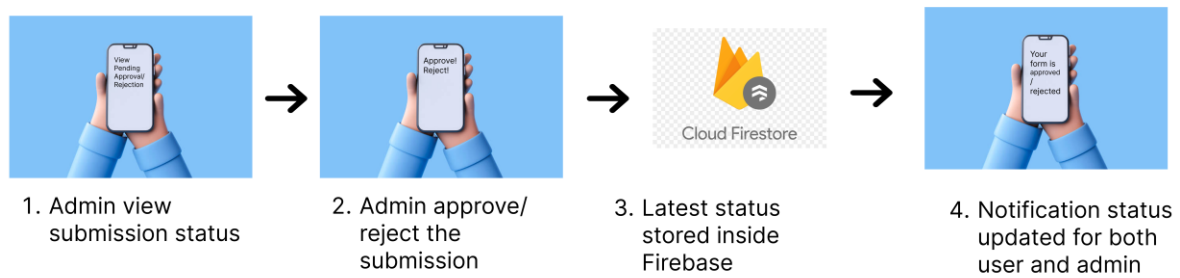 View
Pending
Approval/
Rejection
Approve!
Reject!
Cloud Firestore
Your
form is
approved
/
rejected
1. Admin view
submission status
2. Admin approve/
reject the
submission
3. Latest status
stored inside
Firebase
4. Notification status
updated for both
user and admin